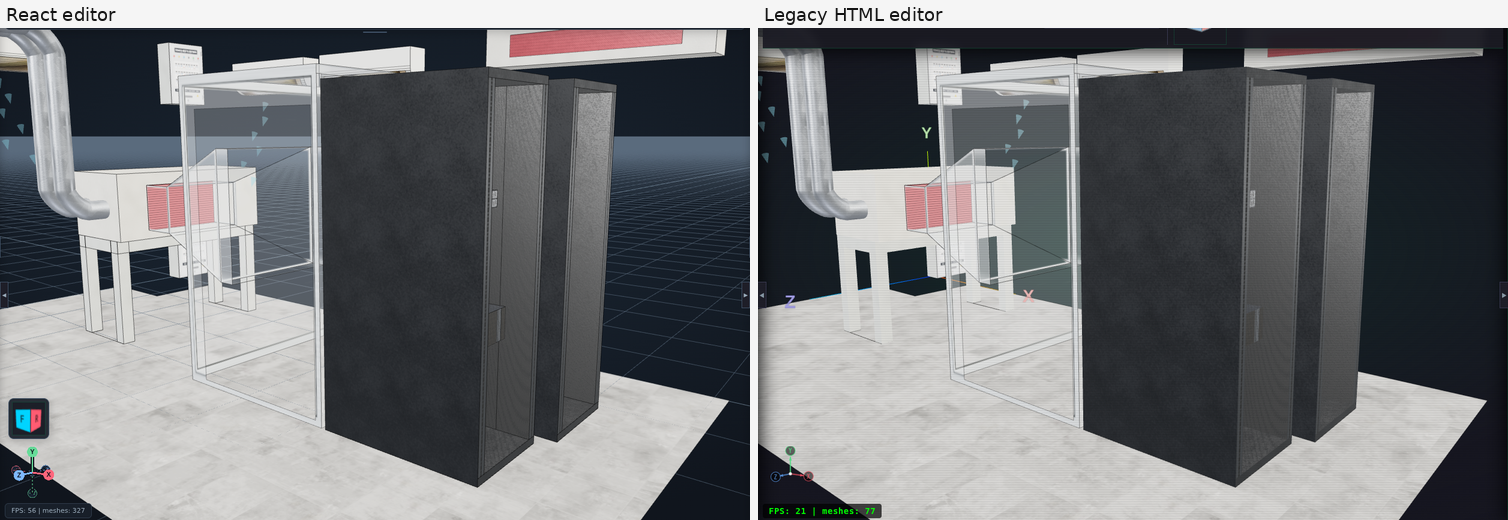 React editor
Legacy HTML editor
Y
Z
X
F
R
Y
Z
X
FPS: 56 | meshes: 327
FPS: 21 | meshes: 77